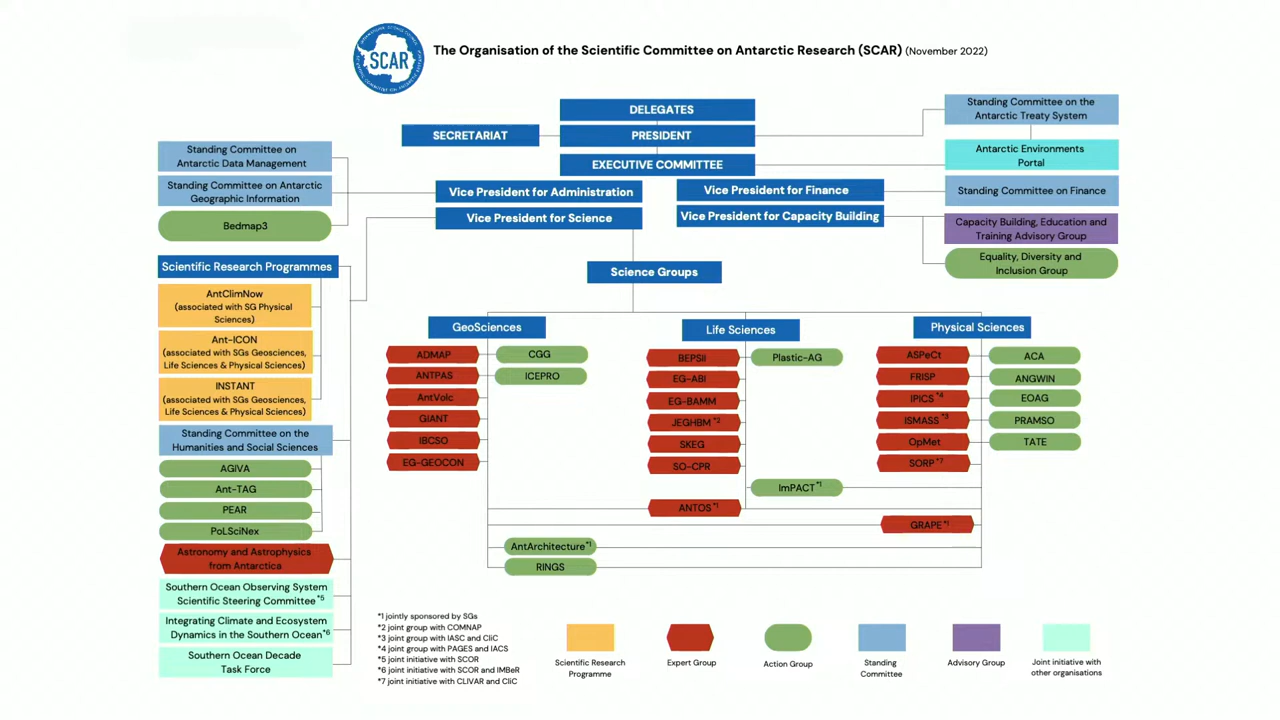 SCAR
The Organisation of the Scientific Committee on Antarctic Research (SCAR) (November 2022)
DELEGATES
SECRETARIAT
PRESIDENT
EXECUTIVE COMMITTEE
Standing Committee on the
Antarctic Treaty System
Antarctic Environments
Portal
Standing Committee on
Antarctic Data Management
Standing Committee on Antarctic
Geographic Information
Bedmap3
Vice President for Administration
Vice President for Science
Vice President for Finance
Vice President for Capacity Building
Standing Committee on Finance
Capacity Building, Education and
Training Advisory Group
Equality, Diversity and
Inclusion Group
Scientific Research Programmes
AntClimNow
(associated with SG Physical
Sciences)
Ant-ICON
(associated with SGs Geosciences,
Life Sciences & Physical Sciences)
INSTANT
(associated with SGs Geosciences,
Life Sciences & Physical Sciences)
Standing Committee on the
Humanities and Social Sciences
AGIVA
Ant-TAG
PEAR
PoLSciNex
Astronomy and Astrophysics
from Antarctica
Southern Ocean Observing System
Scientific Steering Committee*5
Integrating Climate and Ecosystem
Dynamics in the Southern Ocean*6
Southern Ocean Decade
Task Force
Science Groups
GeoSciences
ADMAP
ANTPAS
AntVolc
GIANT
IBCSO
EG-GEOCON
CGG
ICEPRO
Life Sciences
BEPSII
EG-ABI
EG-BAMM
JEGHBM*2
SKEG
SO-CPR
Plastic-AG
ImPACT*1
ANTOS*1
Physical Sciences
ASPeCt
FRISP
IPICS*4
ISMASS*3
OpMet
SORP*7
ACA
ANGWIN
EOAG
PRAMSO
TATE
GRAPE*1
AntArchitecture*1
RINGS
*1 jointly sponsored by SGs
*2 joint group with COMNAP
*3 joint group with IASC and CliC
*4 joint group with PAGES and IACS
*5 joint initiative with SCOR
*6 joint initiative with SCOR and IMBeR
*7 joint initiative with CLIVAR and CliC
Scientific Research
Programme
Expert Group
Action Group
Standing
Committee
Advisory Group
Joint initiative with
other organisations